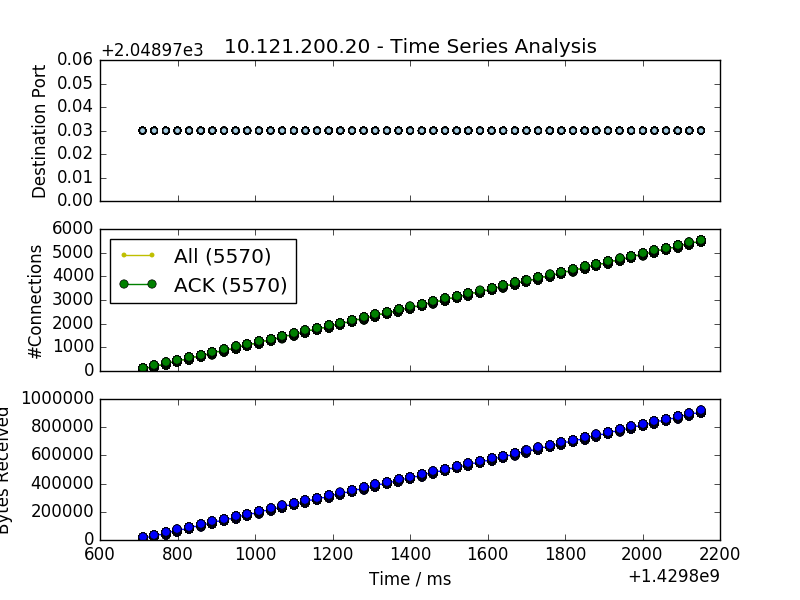 +2.04897e3
10.121.200.20 - Time Series Analysis
0.06
0.05
0.04
0.03
0.02
0.01
0.00
Destination Port
6000
5000
4000
3000
2000
1000
0
#Connections
All (5570)
ACK (5570)
1000000
800000
600000
400000
200000
0
Bytes Received
600 800 1000 1200 1400 1600 1800 2000 2200
Time / ms
+1.4298e9